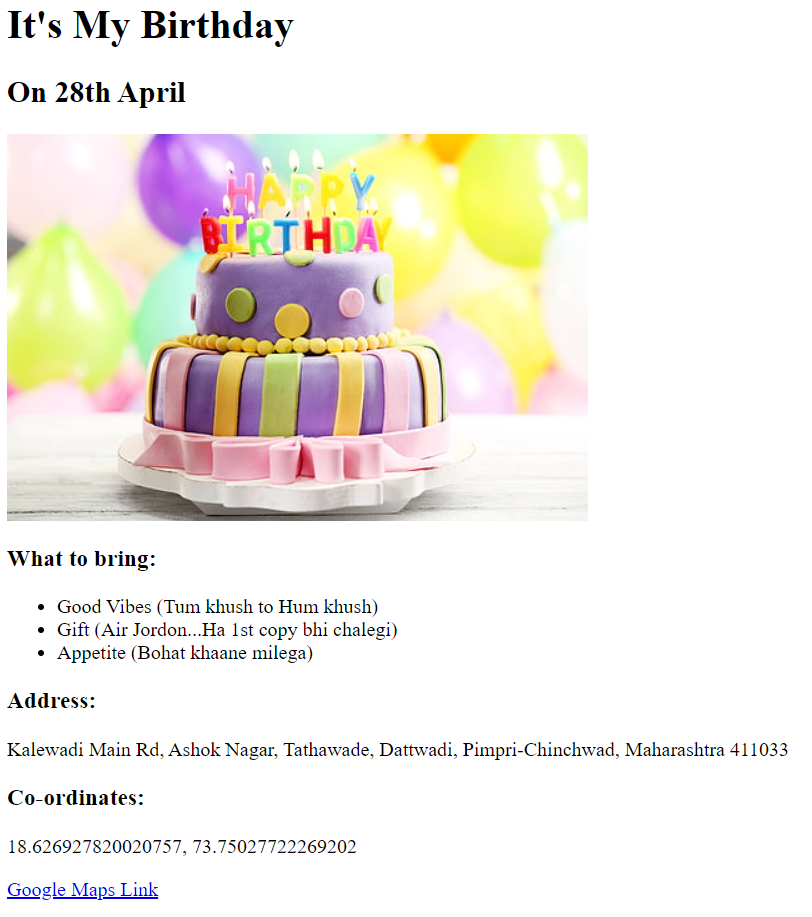 It's My Birthday
On 28th April
HAPPY
BIRTHDAY
What to bring:
Good Vibes (Tum khush to Hum khush)
Gift (Air Jordon...Ha 1st copy bhi chalegi)
Appetite (Bohat khaane milega)
Address:
Kalewadi Main Rd, Ashok Nagar, Tathawade, Dattwadi, Pimpri-Chinchwad, Maharashtra 411033
Co-ordinates:
18.626927820020757, 73.75027722269202
Google Maps Link